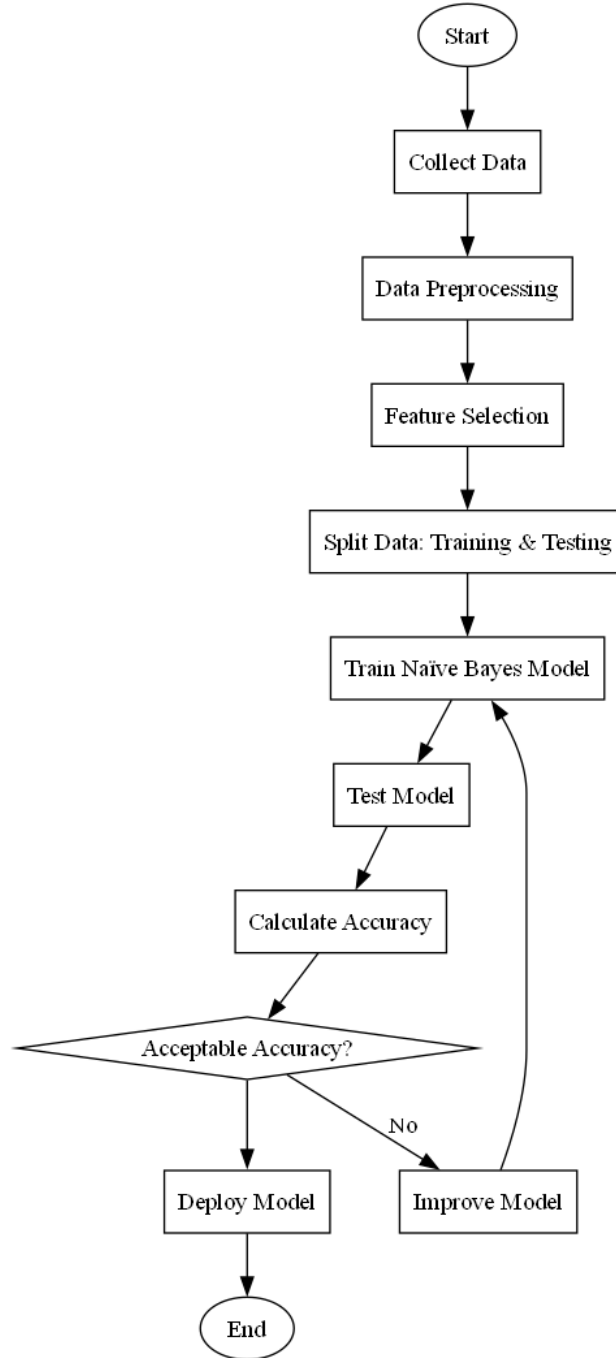 Start
Collect Data
Data Preprocessing
Feature Selection
Split Data: Training & Testing
Train Naïve Bayes Model
Test Model
Calculate Accuracy
Acceptable Accuracy?
No
Deploy Model
Improve Model
End